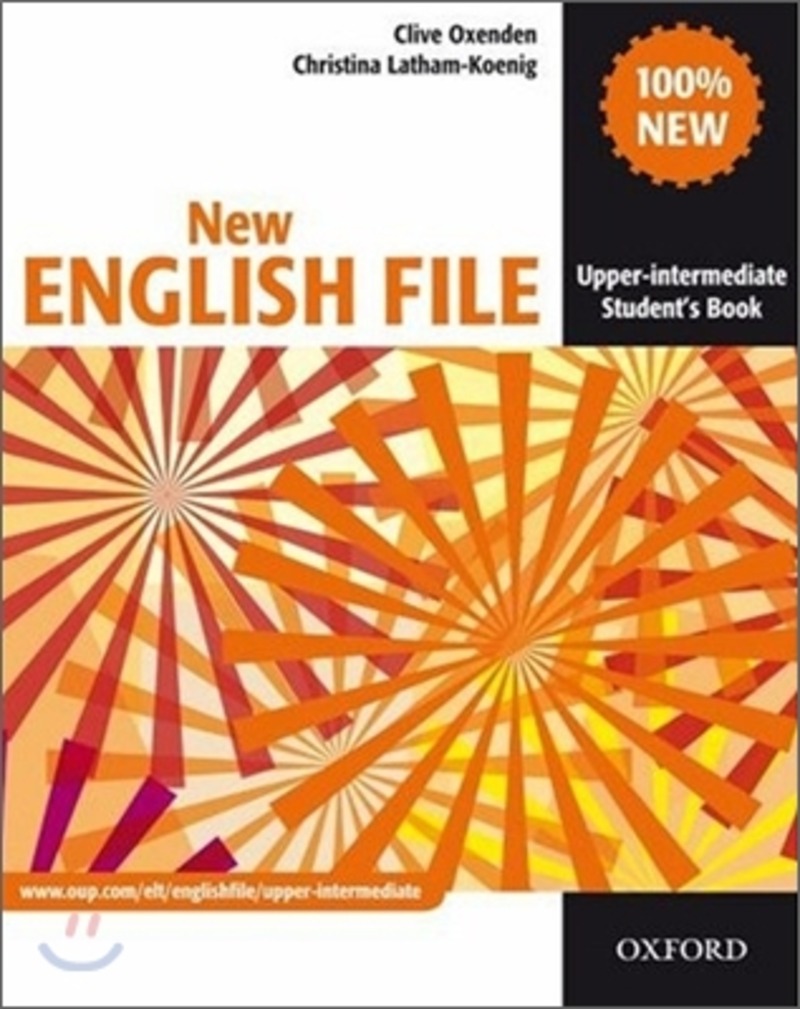 Clive Oxenden
Christina Latham-Koenig
100%
NEW
New
ENGLISH FILE
Upper-intermediate
Student's Book
www.oup.com/elt/englishfile/upper-intermediate
OXFORD